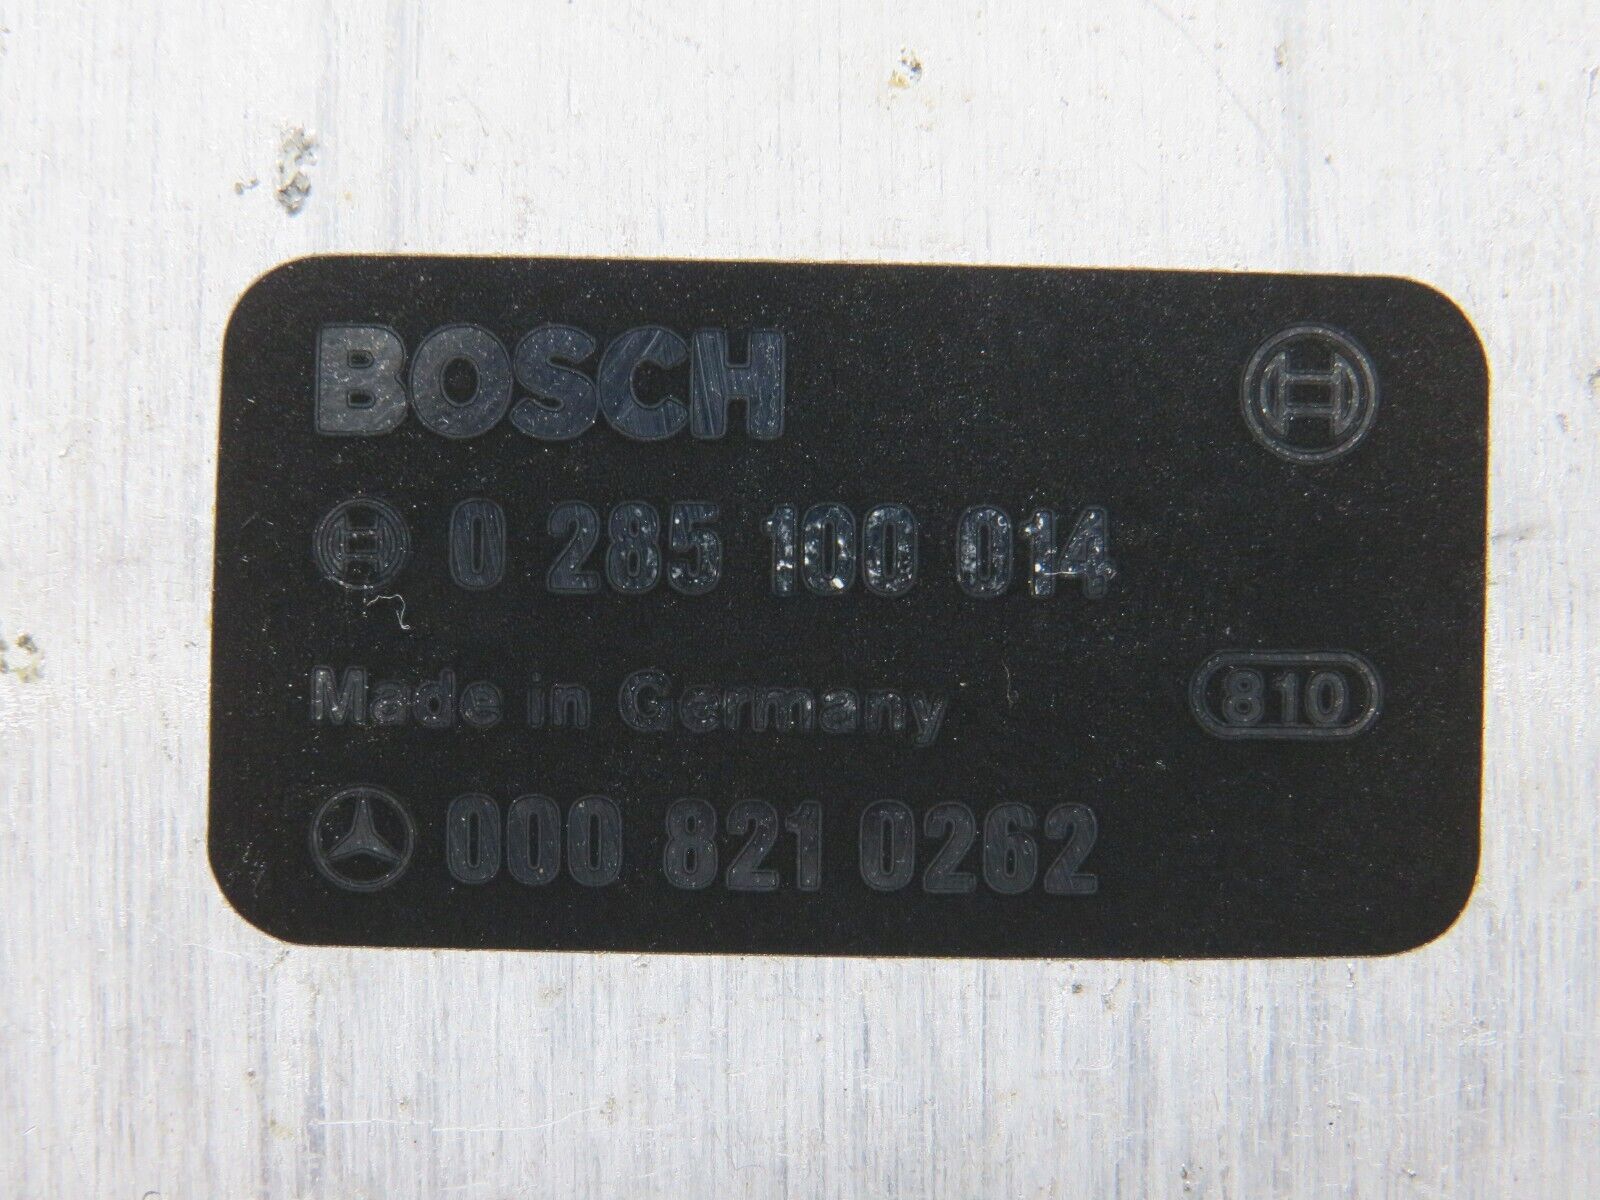 BOSCH
0 285 100 014
Made in Germany 810
000 821 0262